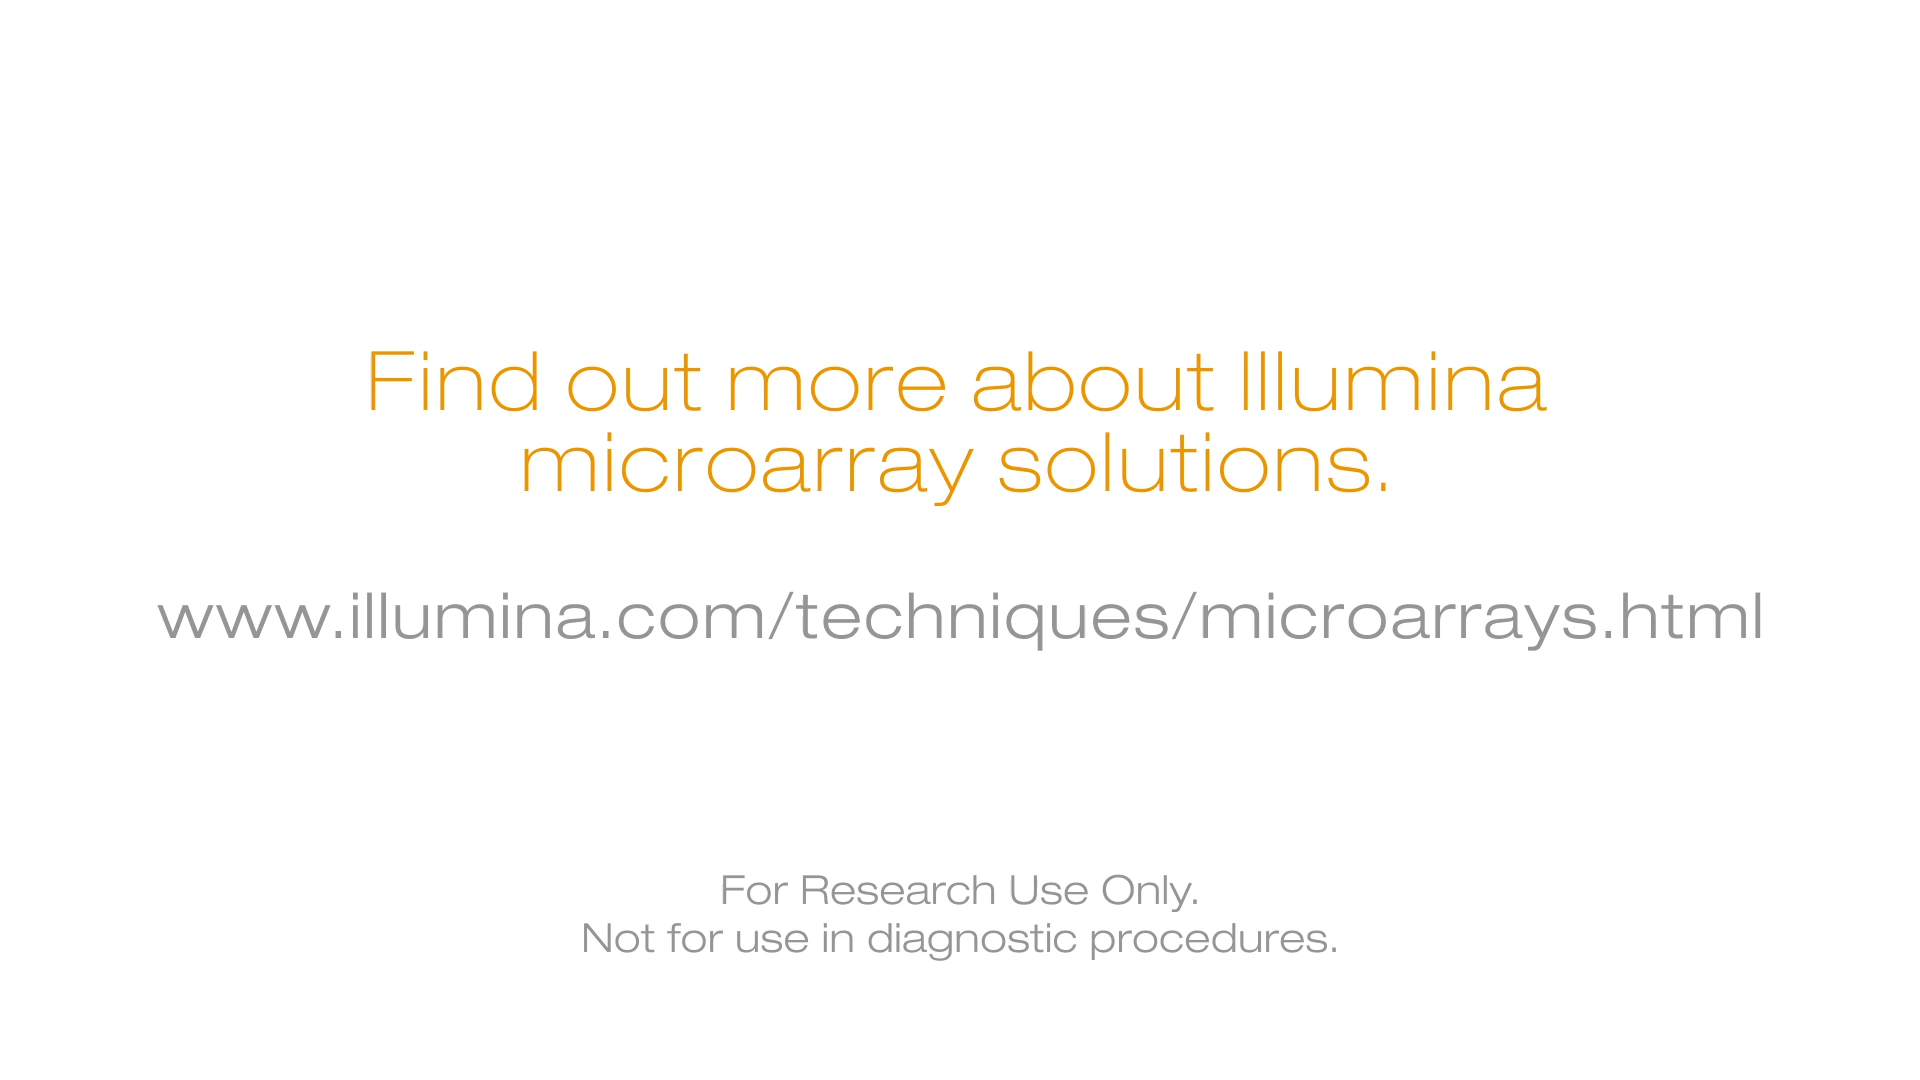 Find out more about Illumina
microarray solutions.
www.illumina.com/techniques/microarrays.html
For Research Use Only.
Not for use in diagnostic procedures.